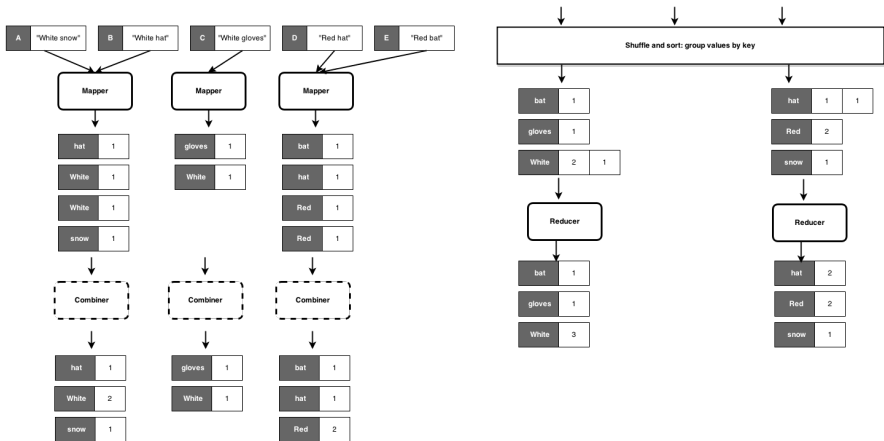 A "White snow" B "White hat" C "White gloves" D "Red hat" E "Red bat"
Mapper Mapper Mapper
hat 1 gloves 1 bat 1
White 1 White 1 hat 1
White 1 Red 1
snow 1 Red 1
Combiner Combiner Combiner
hat 1 gloves 1 bat 1
White 2 White 1 hat 1
snow 1 Red 2
Shuffle and sort: group values by key
bat 1 hat 1 1
gloves 1 Red 2
White 2 1 snow 1
Reducer Reducer
bat 1 hat 2
gloves 1 Red 2
White 3 snow 1